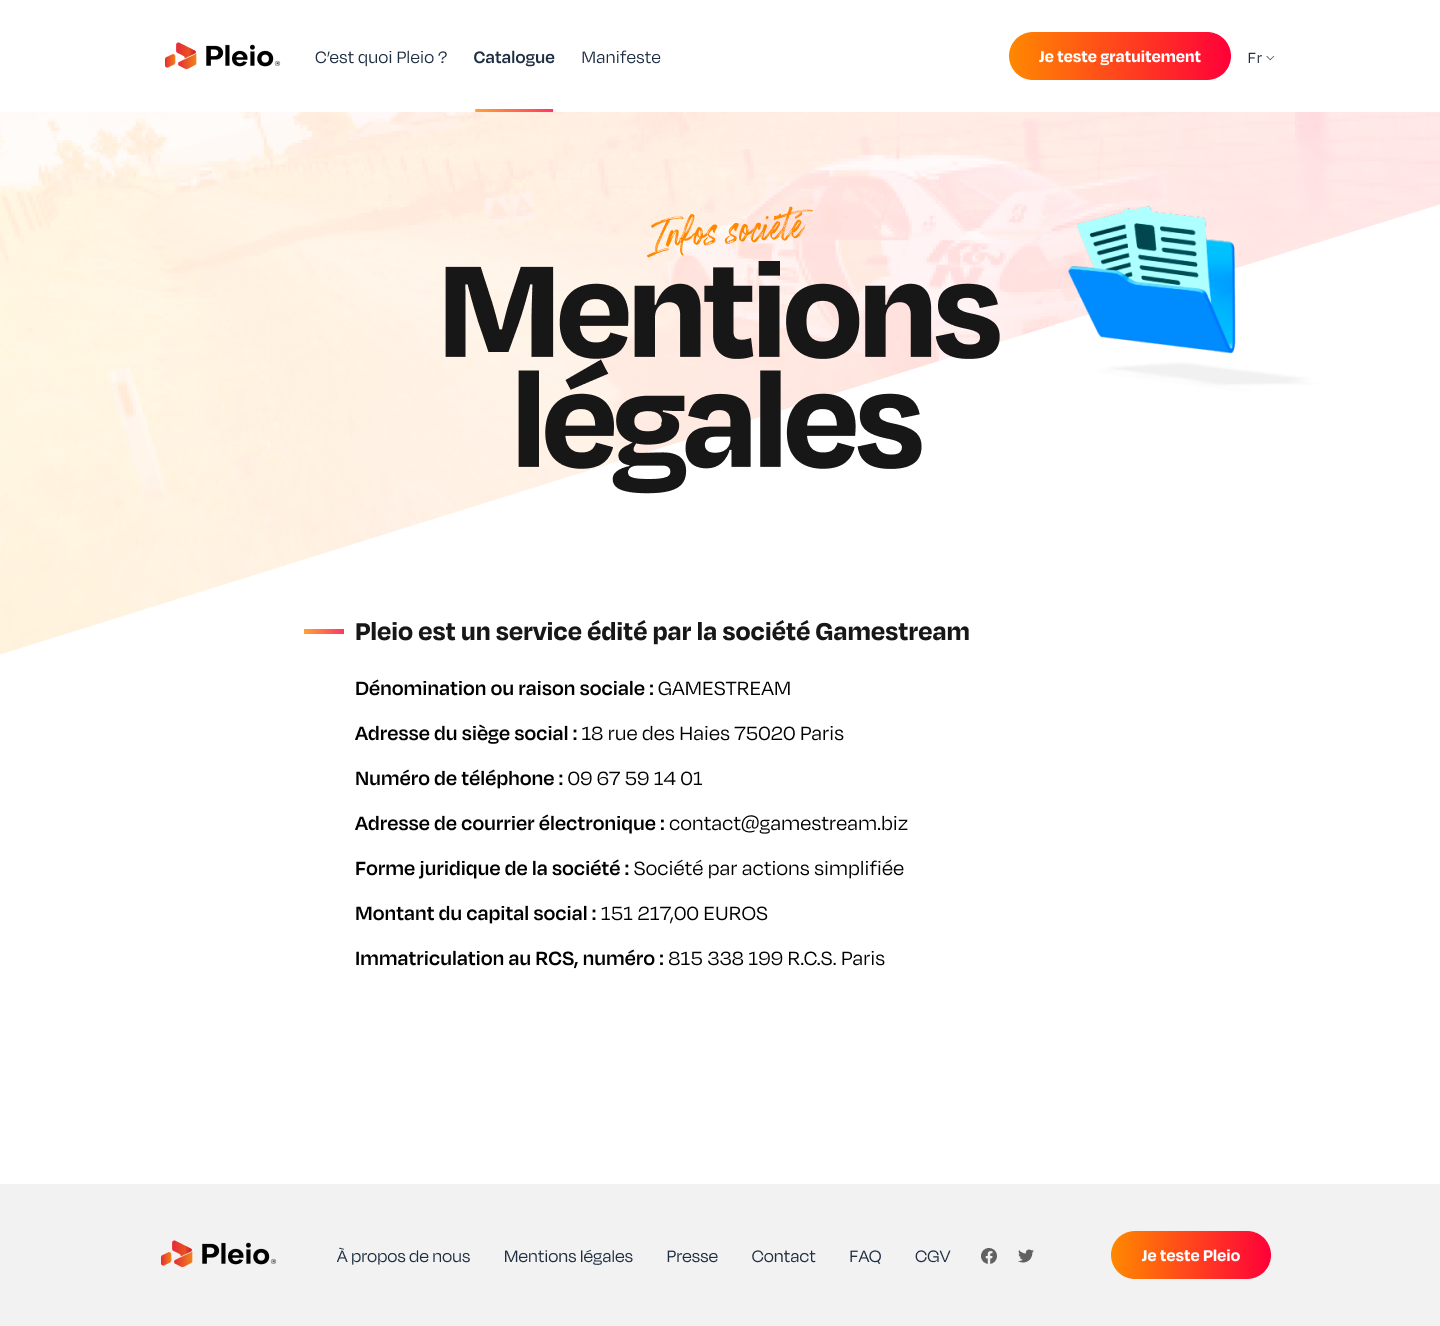 Pleio®
C’est quoi Pleio ?
Catalogue
Manifeste
Je teste gratuitement
Fr
Infos société
Mentions
légales
Pleio est un service édité par la société Gamestream
Dénomination ou raison sociale : GAMESTREAM
Adresse du siège social : 18 rue des Haies 75020 Paris
Numéro de téléphone : 09 67 59 14 01
Adresse de courrier électronique : contact@gamestream.biz
Forme juridique de la société : Société par actions simplifiée
Montant du capital social : 151 217,00 EUROS
Immatriculation au RCS, numéro : 815 338 199 R.C.S. Paris
Pleio®
À propos de nous
Mentions légales
Presse
Contact
FAQ
CGV
Je teste Pleio